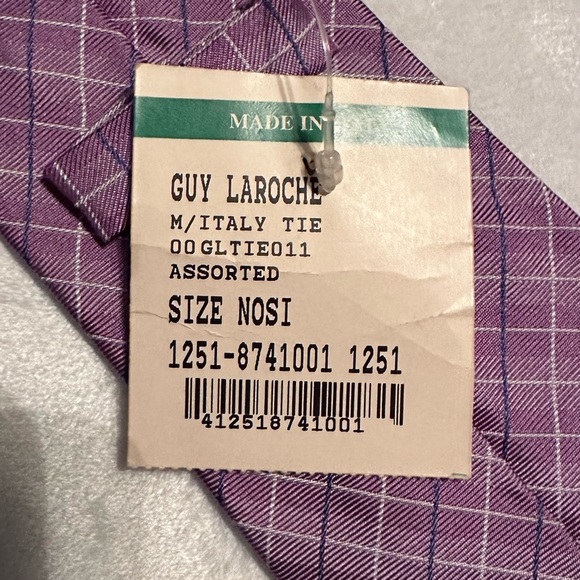 MADE IN
GUY LAROCHE
M/ITALY TIE
00GLTIE011
ASSORTED
SIZE NOSI
1251-8741001 1251
412518741001